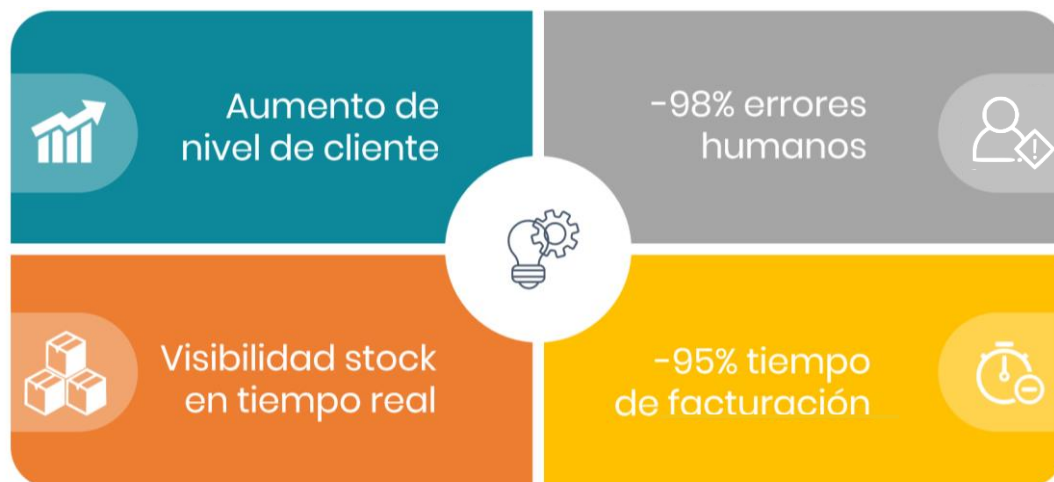 Aumento de
nivel de cliente
-98% errores
humanos
Visibilidad stock
en tiempo real
-95% tiempo
de facturación